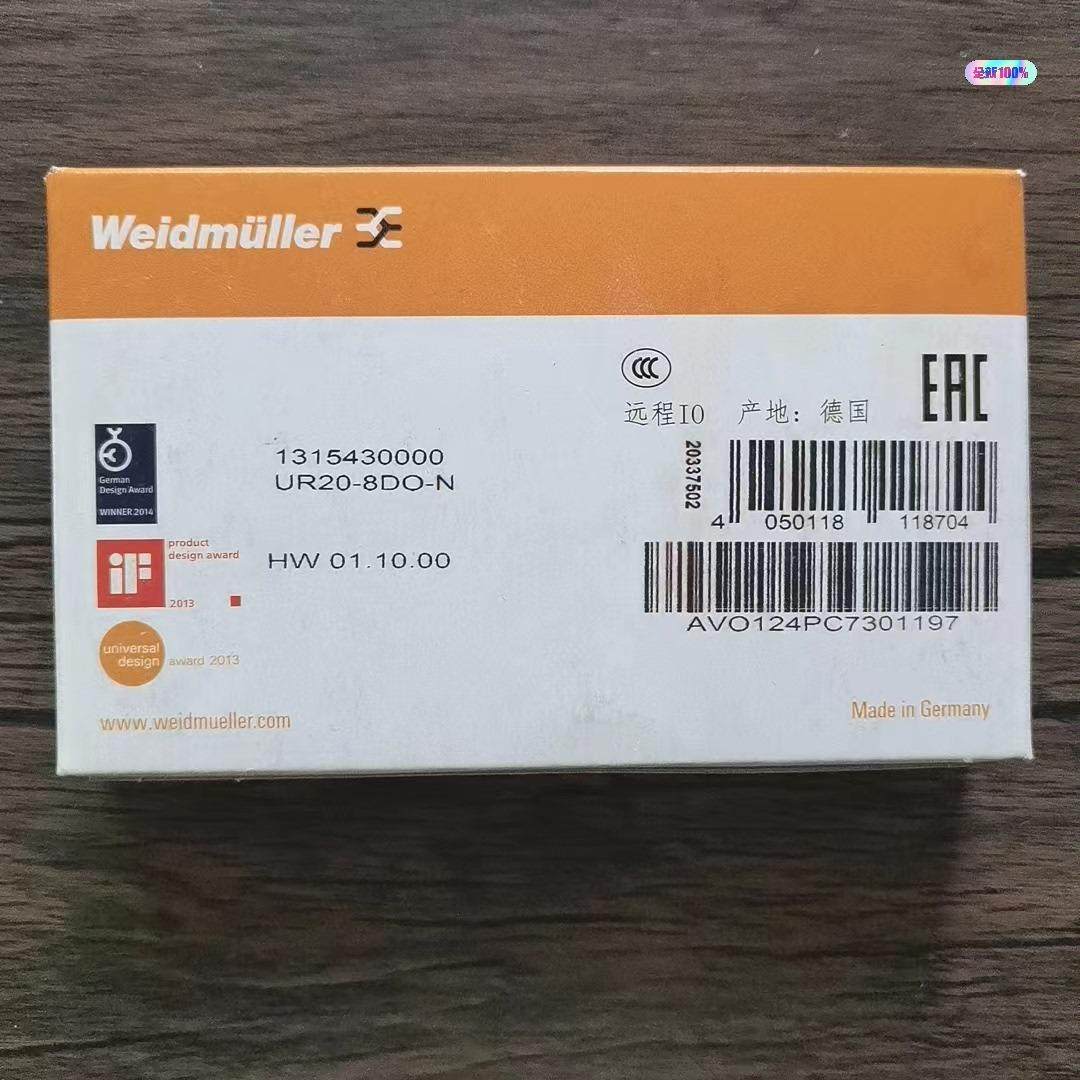 全新100%
Weidmüller
CCC
EAC
远程IO 产地: 德国
German
Design Award
WINNER 2014
1315430000
UR20-8DO-N
20337502
4 050118 118704
product
design award
iF
2013
HW 01.10.00
AVO124PC7301197
universal
design
award 2013
www.weidmueller.com
Made in Germany